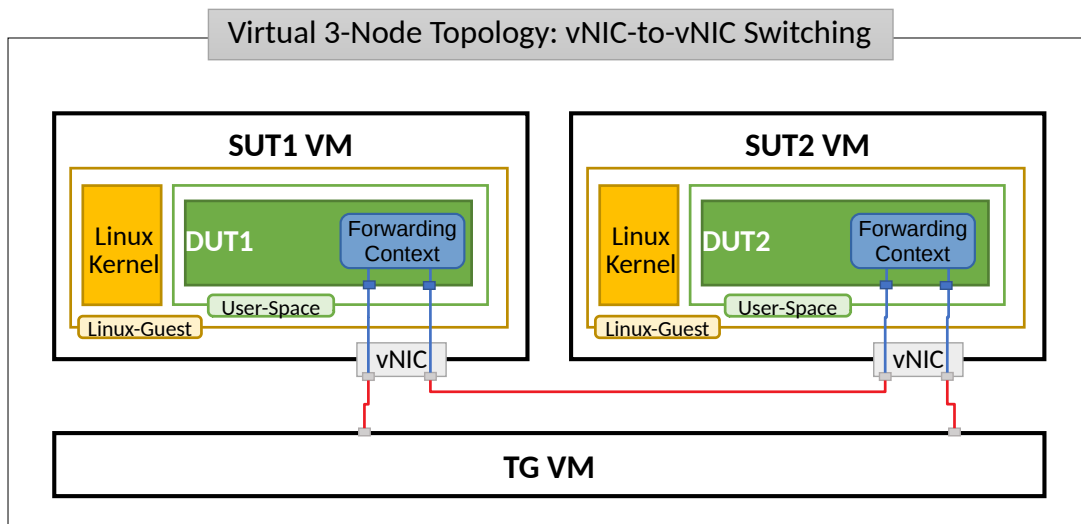 Virtual 3-Node Topology: vNIC-to-vNIC Switching
SUT1 VM
Linux
Kernel
DUT1
Forwarding
Context
User-Space
Linux-Guest
vNIC
SUT2 VM
Linux
Kernel
DUT2
Forwarding
Context
User-Space
Linux-Guest
vNIC
TG VM